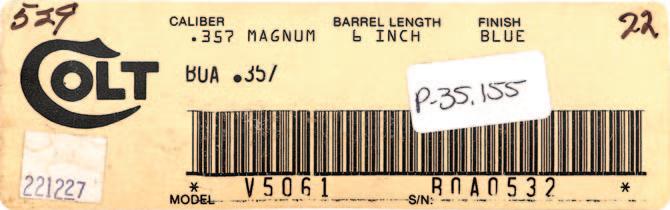 529
CALIBER BARREL LENGTH FINISH
.357 MAGNUM 6 INCH BLUE
22
COLT
BOA .357
P-35.155
221227
* V5061 BOA0532 *
MODEL S/N: